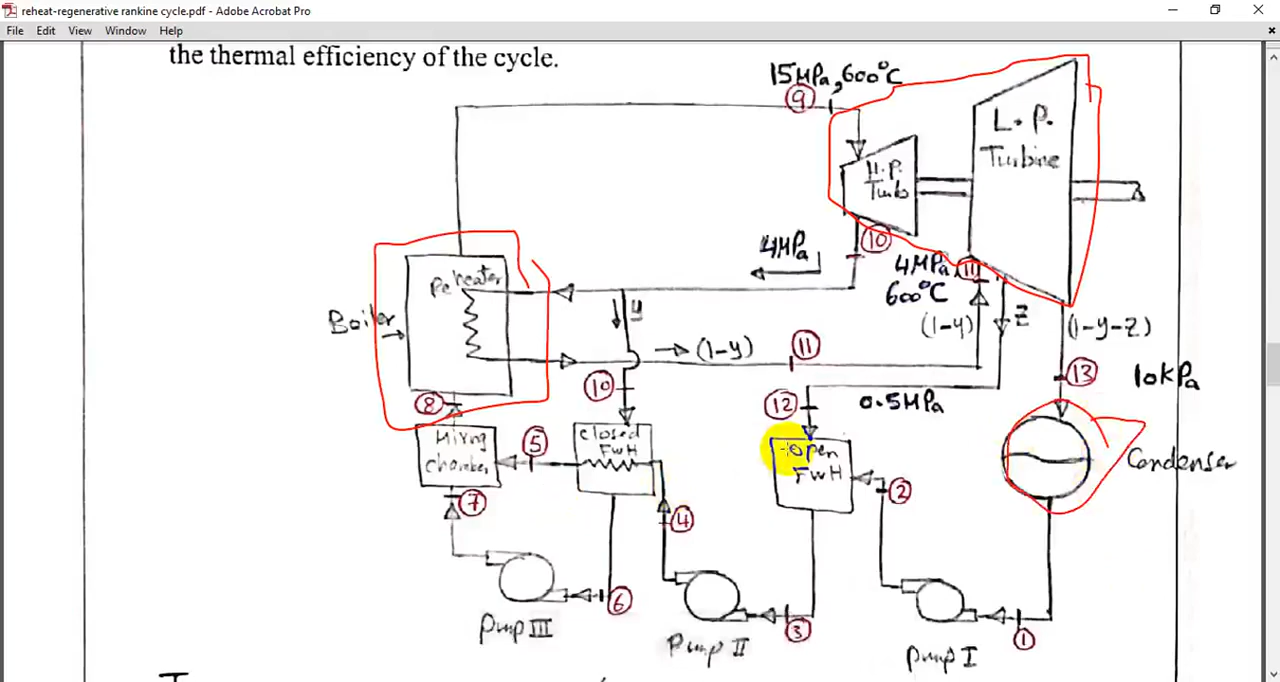 reheat-regenerative rankine cycle.pdf - Adobe Acrobat Pro
File Edit View Window Help
the thermal efficiency of the cycle.
15MPa, 600°C
9
L.P.
Turbine
H.P.
Turb
10
4MPa
4MPa, 11
600°C
Reheater
Boiler
y
(1-y)
11
(1-y)
Z
(1-y-Z)
13
10kPa
10
8
12
0.5MPa
Mixing
chamber
5
closed
FWH
open
FWH
2
Condenser
7
4
6
3
1
Pump III
Pump II
Pump I